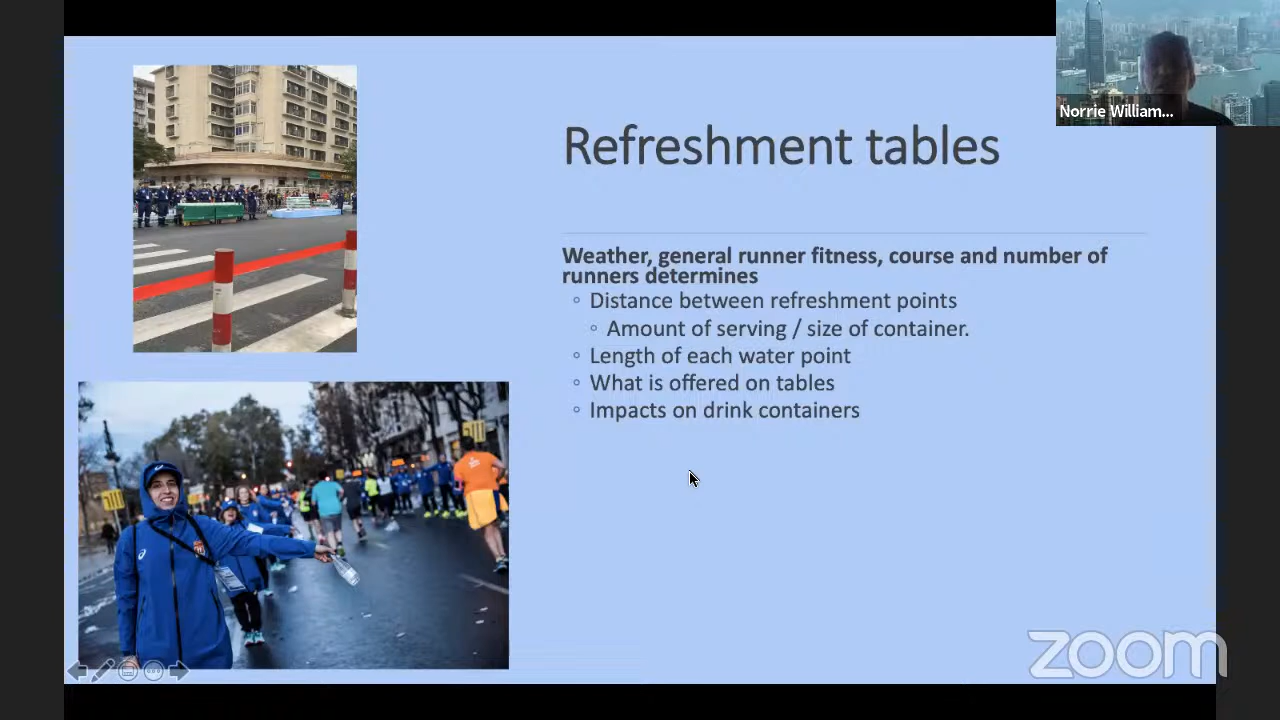 Norrie William...
Refreshment tables
Weather, general runner fitness, course and number of
runners determines
◦ Distance between refreshment points
◦ Amount of serving / size of container.
◦ Length of each water point
◦ What is offered on tables
◦ Impacts on drink containers
zoom